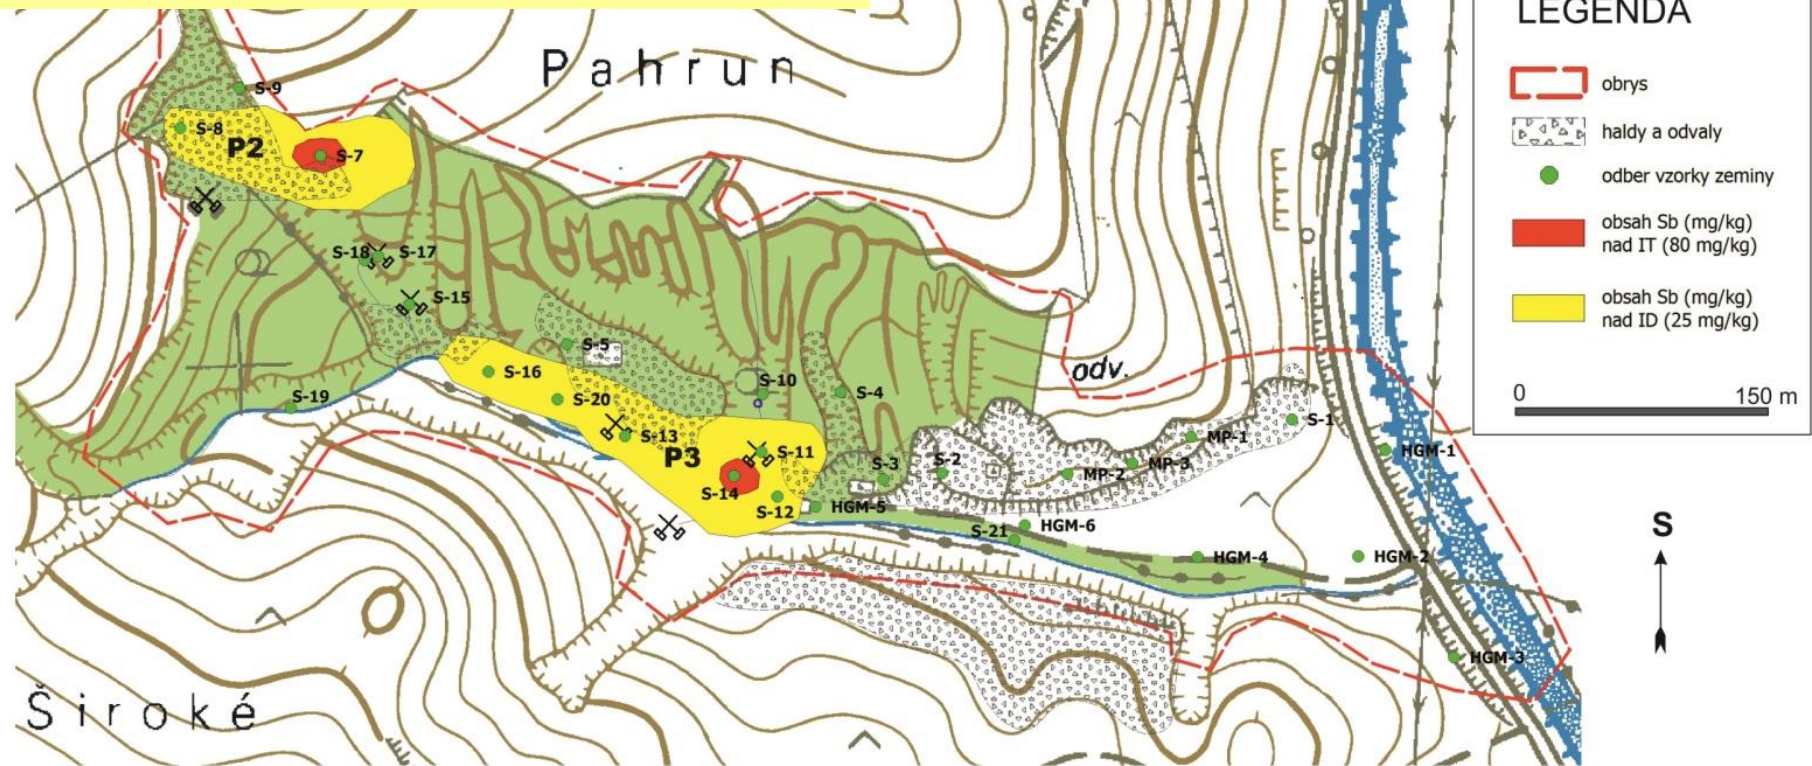 LEGENDA
obrys
haldy a odvaly
odber vzorky zeminy
obsah Sb (mg/kg)
nad IT (80 mg/kg)
obsah Sb (mg/kg)
nad ID (25 mg/kg)
0 150 m
S
Pahrun
S-9
S-8
P2
S-7
S-18
S-17
S-15
S-5
S-16
S-10
S-4
odv.
S-20
S-19
S-1
S-13
MP-1
P3
S-11
HGM-1
S-3
S-2
MP-3
MP-2
S-14
S-12
HGM-5
HGM-6
S-21
HGM-4
HGM-2
HGM-3
Široké